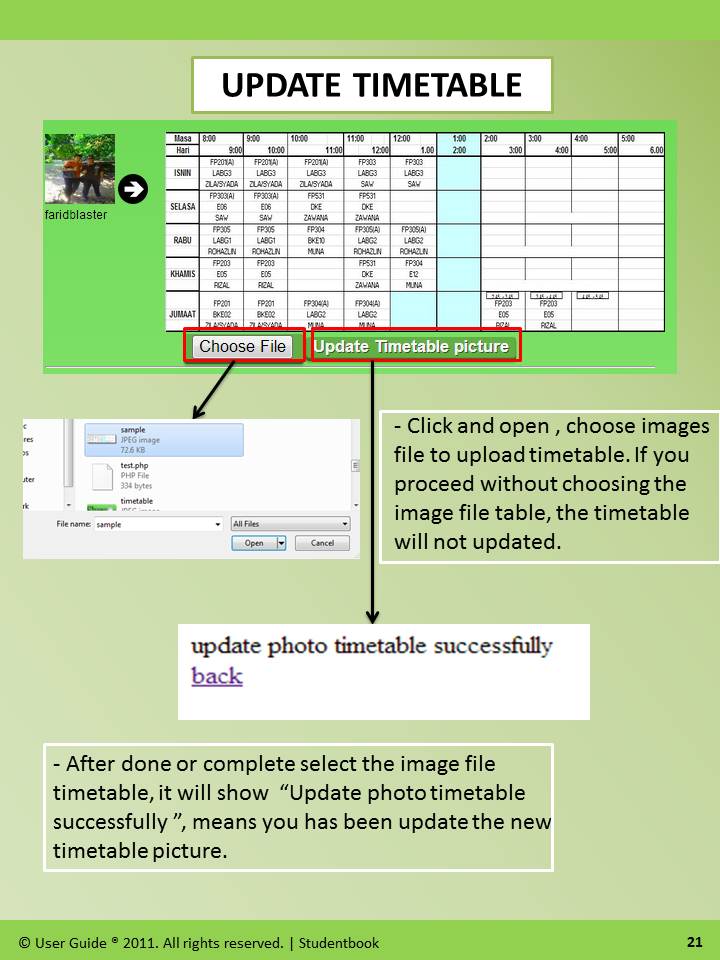 UPDATE TIMETABLE
faridblaster
Masa 8:00 9:00 10:00 11:00 12:00 1:00 2:00 3:00 4:00 5:00
Hari 9:00 10:00 11:00 12:00 1.00 2:00 3:00 4:00 5:00 6.00
FP201(A) FP201(A) FP201(A) FP303 FP303
ISNIN LABG3 LABG3 LABG3 LABG3 LABG3
ZILA/SYADA ZILA/SYADA ZILA/SYADA SAW SAW
FP303(A) FP303(A) FP531 FP531
SELASA E06 E06 DKE DKE
SAW SAW ZAWANA ZAWANA
FP305 FP305 FP304 FP305(A) FP305(A)
RABU LABG1 LABG1 BKE10 LABG2 LABG2
ROHAZLIN ROHAZLIN MUNA ROHAZLIN ROHAZLIN
FP203 FP203 FP531 FP304
KHAMIS E05 E05 DKE E12
RIZAL RIZAL ZAWANA MUNA
FP201 FP201 FP304(A) FP304(A) FP203 FP203
JUMAAT BKE02 BKE02 LABG2 LABG2 E05 E05
ZILA/SYADA ZILA/SYADA MUNA MUNA RIZAL RIZAL
Choose File Update Timetable picture
sample
JPEG image
72.6 KB
test.php
PHP File
334 bytes
timetable
JPEG image
File name: sample All Files
Open Cancel
- Click and open , choose images
file to upload timetable. If you
proceed without choosing the
image file table, the timetable
will not updated.
update photo timetable successfully
back
- After done or complete select the image file
timetable, it will show “Update photo timetable
successfully ”, means you has been update the new
timetable picture.
© User Guide ® 2011. All rights reserved. | Studentbook 21